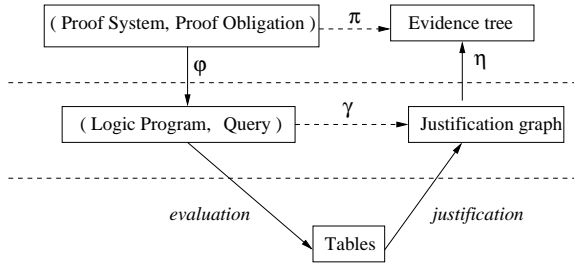 ( Proof System, Proof Obligation)
π
Evidence tree
φ
η
( Logic Program, Query )
γ
Justification graph
evaluation
justification
Tables